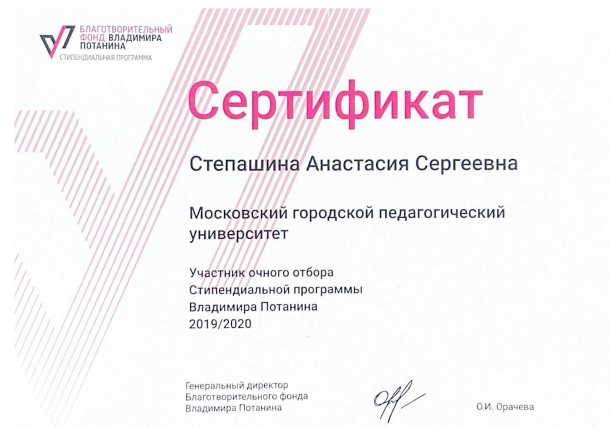 БЛАГОТВОРИТЕЛЬНЫЙ
ФОНД ВЛАДИМИРА
ПОТАНИНА
СТИПЕНДИАЛЬНАЯ ПРОГРАММА
Сертификат
Степашина Анастасия Сергеевна
Московский городской педагогический
университет
Участник очного отбора
Стипендиальной программы
Владимира Потанина
2019/2020
Генеральный директор
Благотворительного фонда
Владимира Потанина
О.И. Орачева